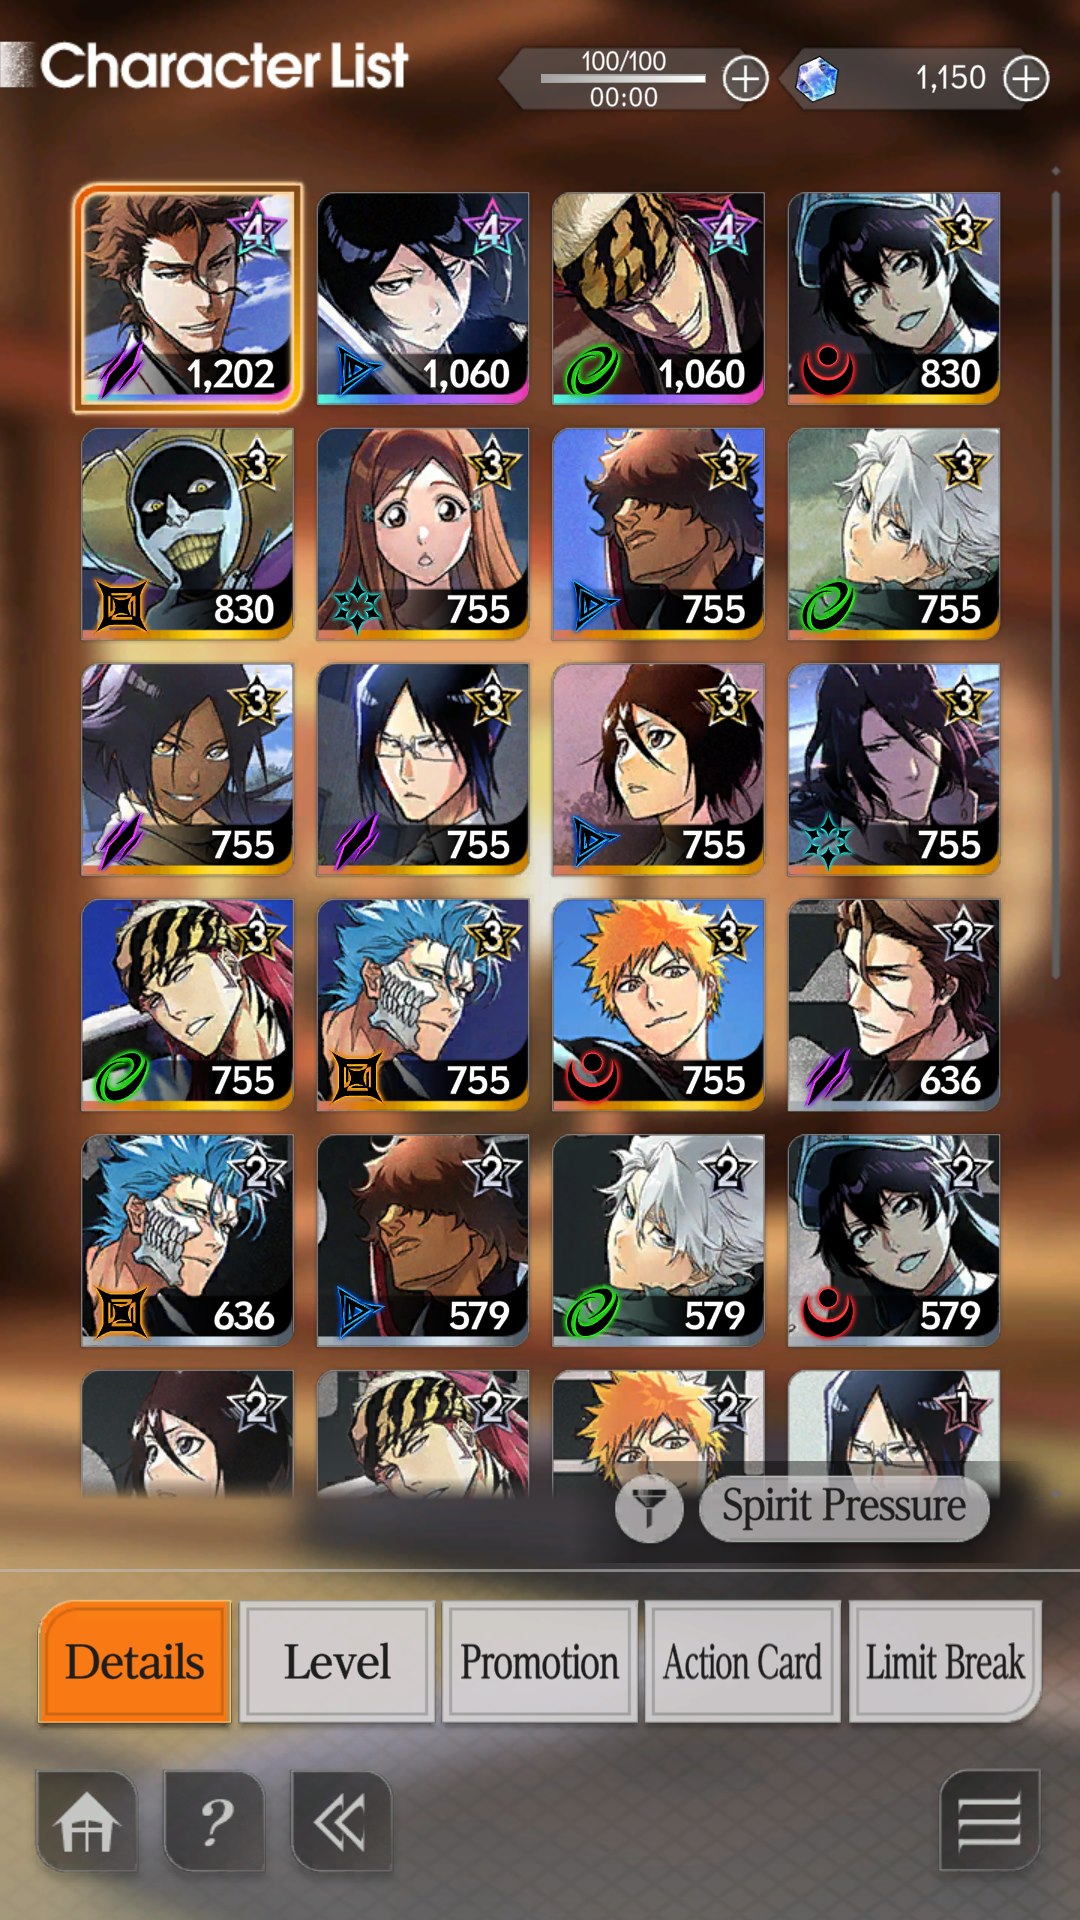 Character List
100/100
00:00
1,150
4 4 4 3
1,202 1,060 1,060 830
3 3 3 3
830 755 755 755
3 3 3 3
755 755 755 755
3 3 3 2
755 755 755 636
2 2 2 2
636 579 579 579
2 2 2 1
Spirit Pressure
Details Level Promotion Action Card Limit Break
?